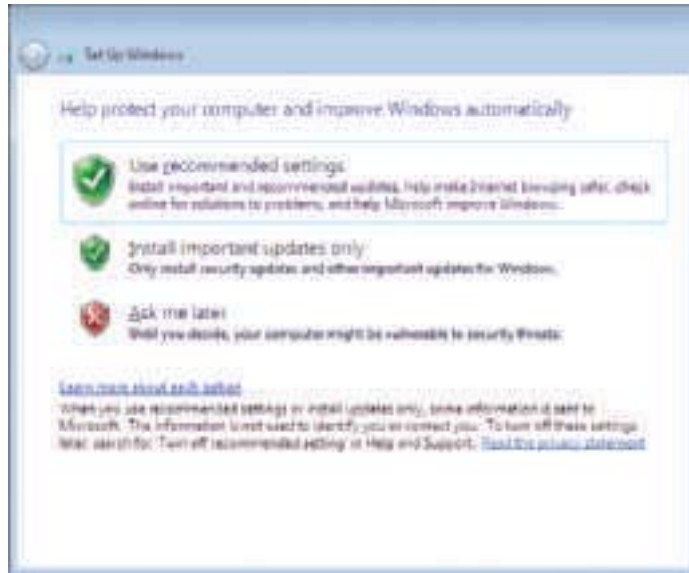 Set Up Windows
Help protect your computer and improve Windows automatically
Use recommended settings
Install important and recommended updates, help make Internet browsing safer, check
online for solutions to problems, and help Microsoft improve Windows.
Install important updates only
Only install security updates and other important updates for Windows.
Ask me later
Until you decide, your computer might be vulnerable to security threats.
Learn more about each option
When you use recommended settings or install updates only, some information is sent to
Microsoft. The information is not used to identify you or contact you. To turn off these settings
later, search for "Turn off recommended setting" in Help and Support. Read the privacy statement